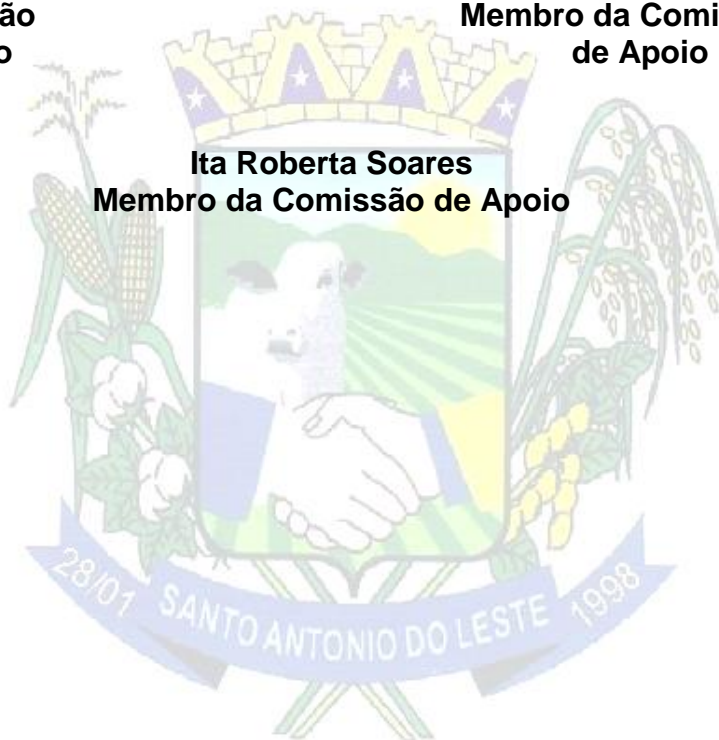 ão
Membro da Comi
o
de Apoio
Ita Roberta Soares
Membro da Comissão de Apoio
28/01 SANTO ANTONIO DO LESTE 1998